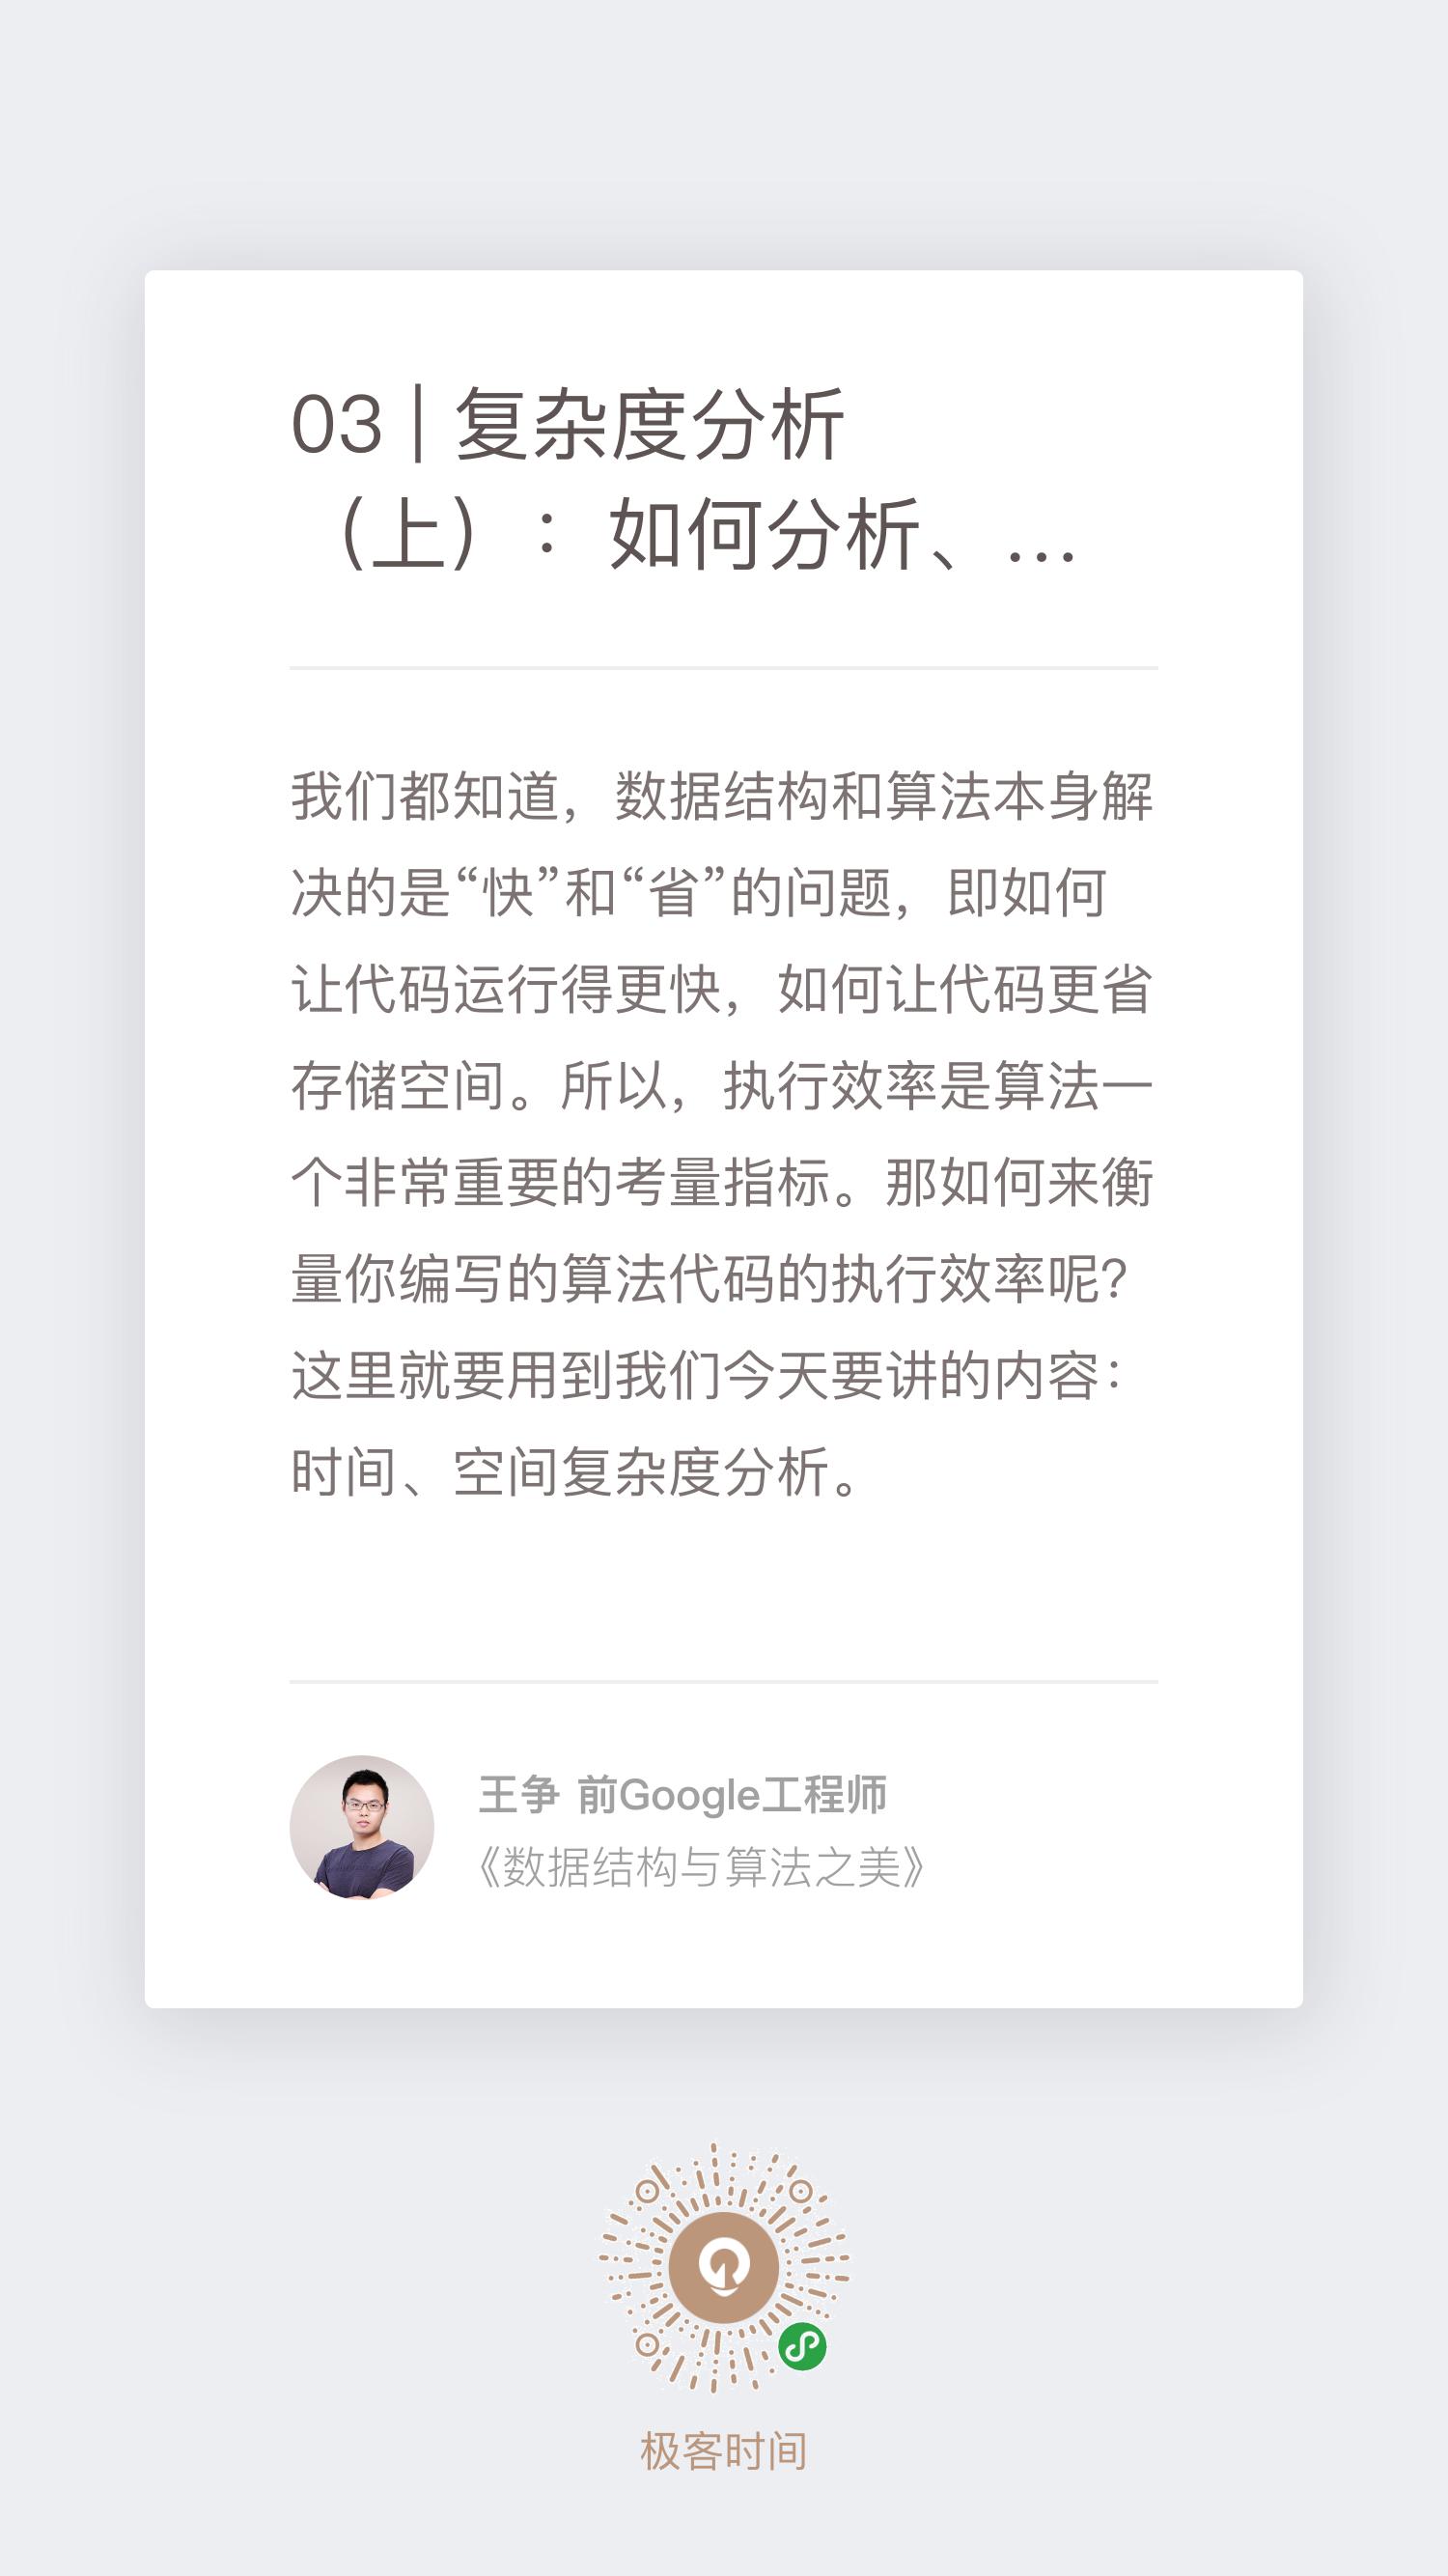 03 | 复杂度分析
（上）：如何分析、...
我们都知道，数据结构和算法本身解
决的是“快”和“省”的问题，即如何
让代码运行得更快，如何让代码更省
存储空间。所以，执行效率是算法一
个非常重要的考量指标。那如何来衡
量你编写的算法代码的执行效率呢？
这里就要用到我们今天要讲的内容：
时间、空间复杂度分析。
王争 前Google工程师
《数据结构与算法之美》
极客时间